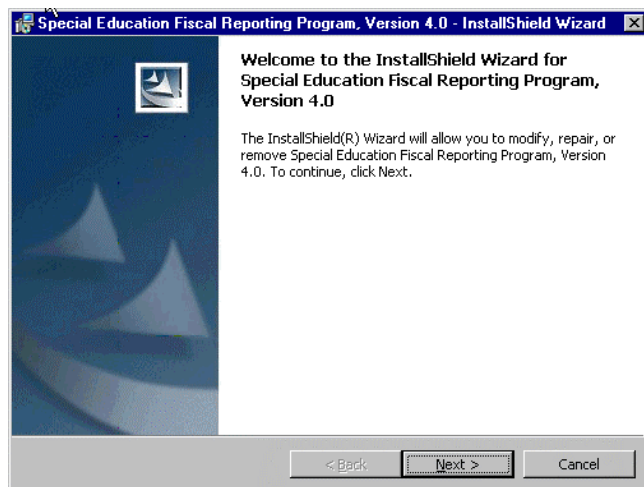 Special Education Fiscal Reporting Program, Version 4.0 - InstallShield Wizard
Welcome to the InstallShield Wizard for
Special Education Fiscal Reporting Program,
Version 4.0
The InstallShield(R) Wizard will allow you to modify, repair, or
remove Special Education Fiscal Reporting Program, Version
4.0. To continue, click Next.
< Back
Next >
Cancel